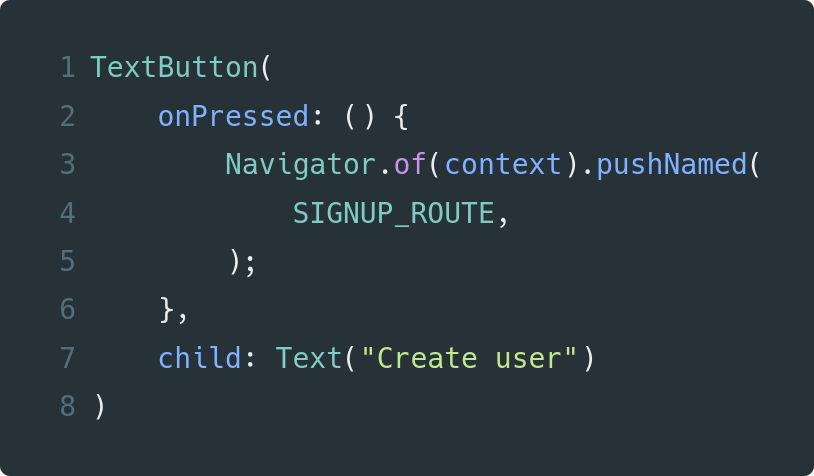 1 TextButton(
2     onPressed: () {
3         Navigator.of(context).pushNamed(
4             SIGNUP_ROUTE,
5         );
6     },
7     child: Text("Create user")
8 )